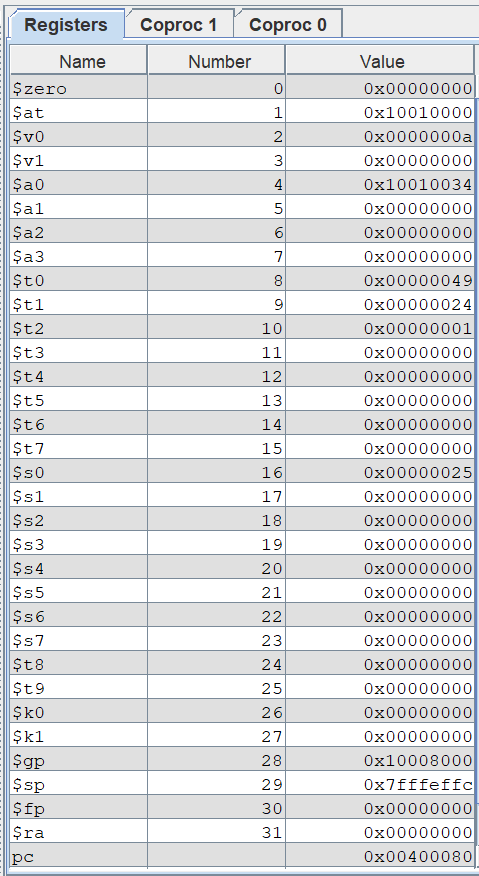 Registers Coproc 1 Coproc 0
Name Number Value
$zero 0 0x00000000
$at 1 0x10010000
$v0 2 0x0000000a
$v1 3 0x00000000
$a0 4 0x10010034
$a1 5 0x00000000
$a2 6 0x00000000
$a3 7 0x00000000
$t0 8 0x00000049
$t1 9 0x00000024
$t2 10 0x00000001
$t3 11 0x00000000
$t4 12 0x00000000
$t5 13 0x00000000
$t6 14 0x00000000
$t7 15 0x00000000
$s0 16 0x00000025
$s1 17 0x00000000
$s2 18 0x00000000
$s3 19 0x00000000
$s4 20 0x00000000
$s5 21 0x00000000
$s6 22 0x00000000
$s7 23 0x00000000
$t8 24 0x00000000
$t9 25 0x00000000
$k0 26 0x00000000
$k1 27 0x00000000
$gp 28 0x10008000
$sp 29 0x7fffeffc
$fp 30 0x00000000
$ra 31 0x00000000
pc 0x00400080